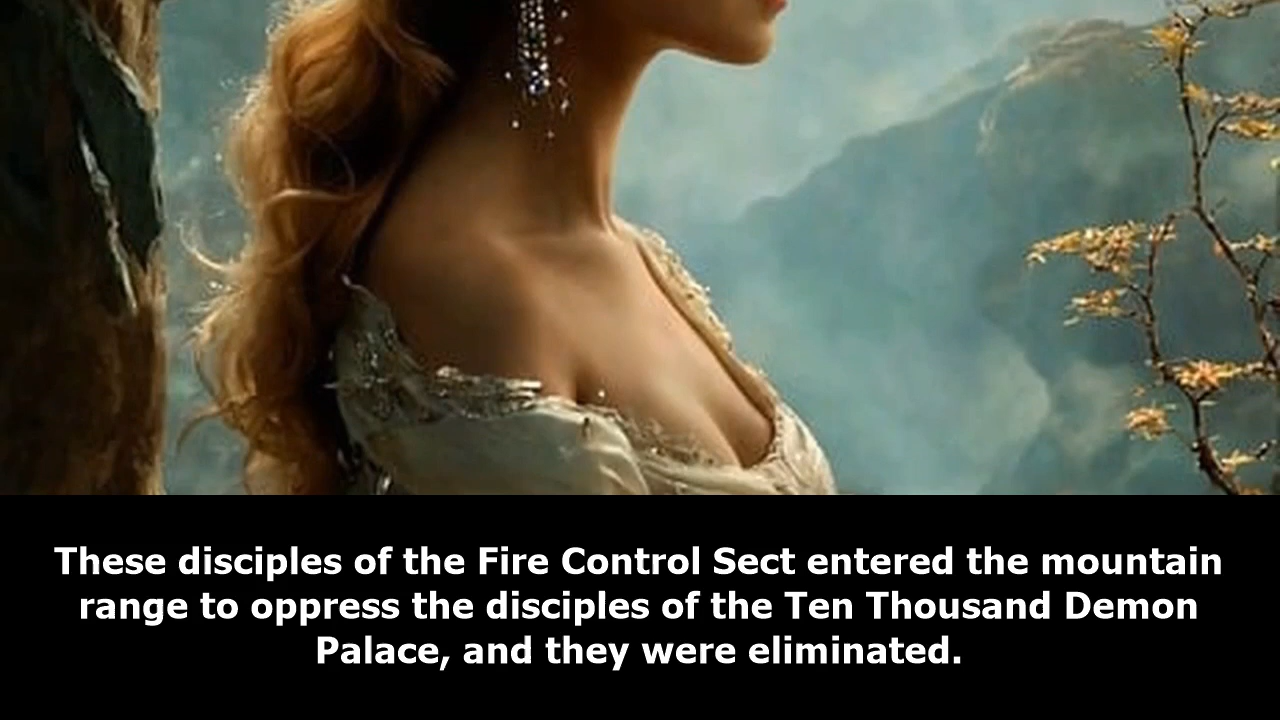 These disciples of the Fire Control Sect entered the mountain
range to oppress the disciples of the Ten Thousand Demon
Palace, and they were eliminated.